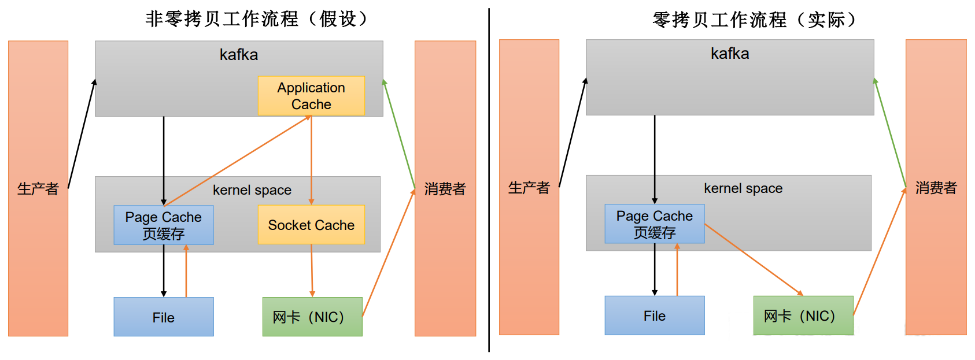 非零拷贝工作流程（假设）
kafka
Application
Cache
生产者
消费者
kernel space
Page Cache
页缓存
Socket Cache
File
网卡（NIC）
零拷贝工作流程（实际）
kafka
生产者
消费者
kernel space
Page Cache
页缓存
File
网卡（NIC）